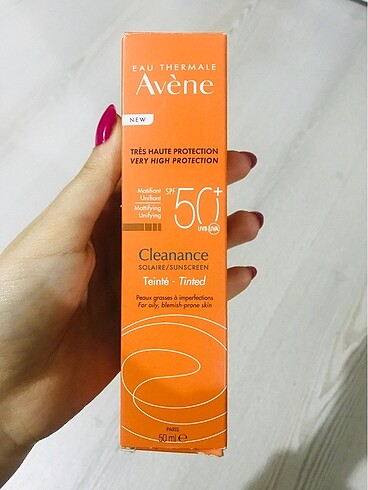 EAU THERMALE
Avène
NEW
TRÈS HAUTE PROTECTION
VERY HIGH PROTECTION
Matifiant
Unifiant
Mattifying
Unifying
SPF 50+
UVB UVA
Cleanance
SOLAIRE/SUNSCREEN
Teinté - Tinted
Peaux grasses à imperfections
For oily, blemish-prone skin
PARIS
50 ml e